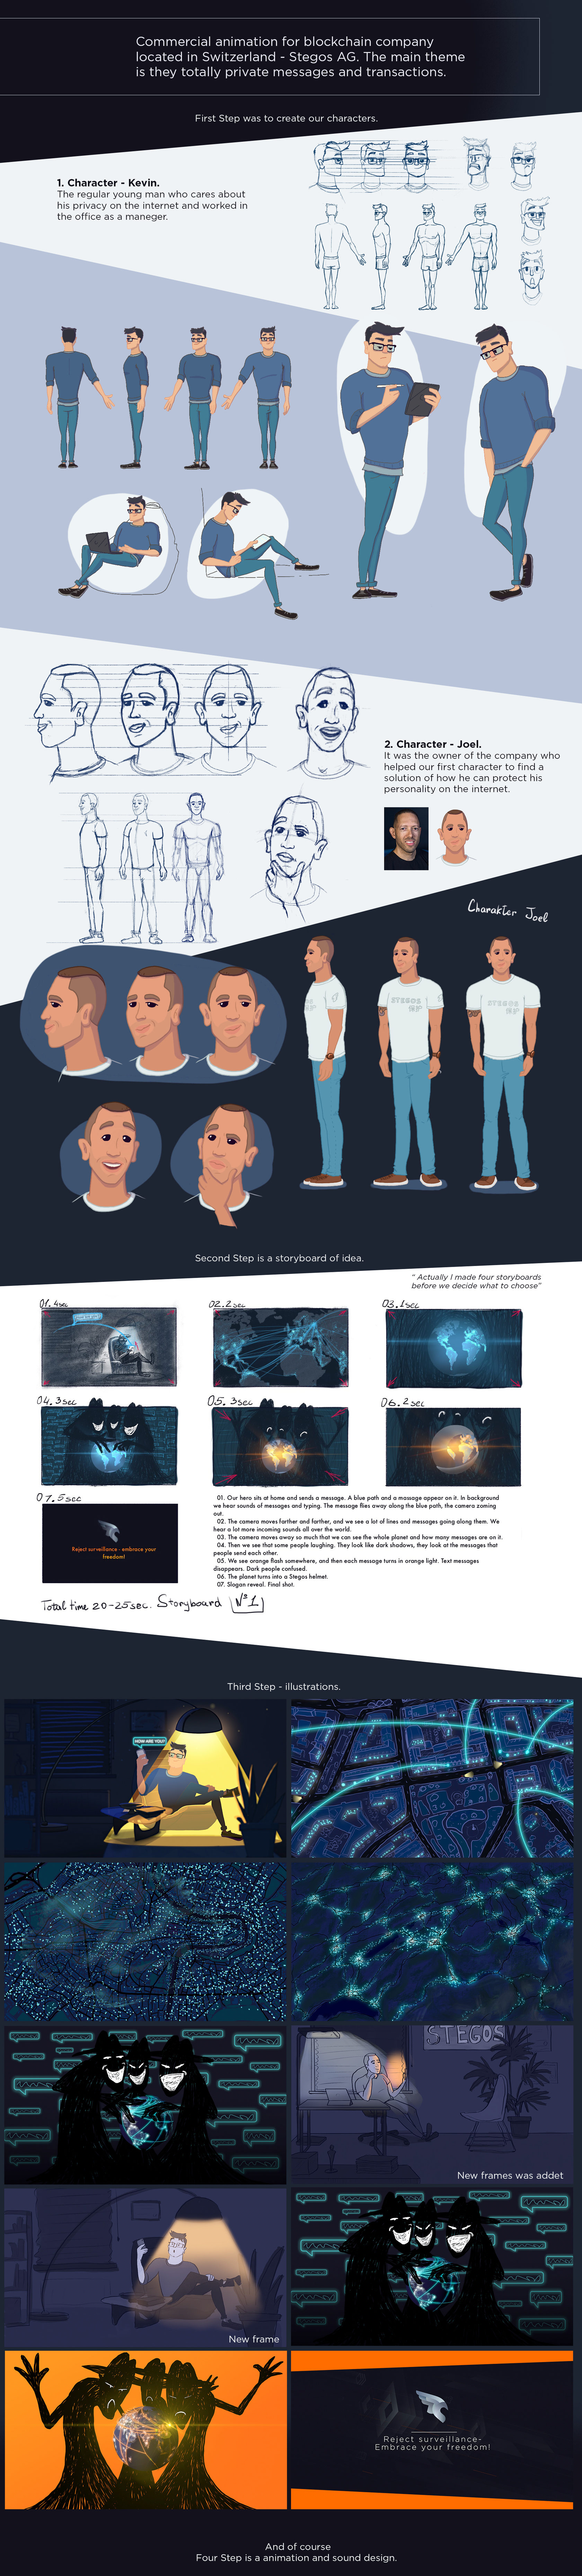 Commercial animation for blockchain company
located in Switzerland - Stegos AG. The main theme
is they totally private messages and transactions.
First Step was to create our characters.
1. Character - Kevin.
The regular young man who cares about
his privacy on the internet and worked in
the office as a maneger.
2. Character - Joel.
It was the owner of the company who
helped our first character to find a
solution of how he can protect his
personality on the internet.
Charakter Joel
STEGOS
STEGOS
Second Step is a storyboard of idea.
“ Actually I made four storyboards
before we decide what to choose”
01. 4sec
02. 2sec
03. 1sec
04. 3sec
05. 3sec
06. 2sec
07. 5sec
Reject surveillance - embrace your
freedom!
01. Our hero sits at home and sends a message. A blue path and a massage appear on it. In background
we hear sounds of messages and typing. The message flies away along the blue path, the camera zoming
out.
02. The camera moves farther and farther, and we see a lot of lines and messages going along them. We
hear a lot more incoming sounds all over the world.
03. The camera moves away so much that we can see the whole planet and how many messages are on it.
04. Then we see that some people laughing. They look like dark shadows, they look at the messages that
people send each other.
05. We see orange flash somewhere, and then each message turns in orange light. Text messages
disappears. Dark people confused.
06. The planet turns into a Stegos helmet.
07. Slogan reveal. Final shot.
Total time 20-25sec. Storyboard Nº1
Third Step - illustrations.
HOW ARE YOU?
STEGOS
New frames was addet
New frame
Reject surveillance-
Embrace your freedom!
And of course
Four Step is a animation and sound design.